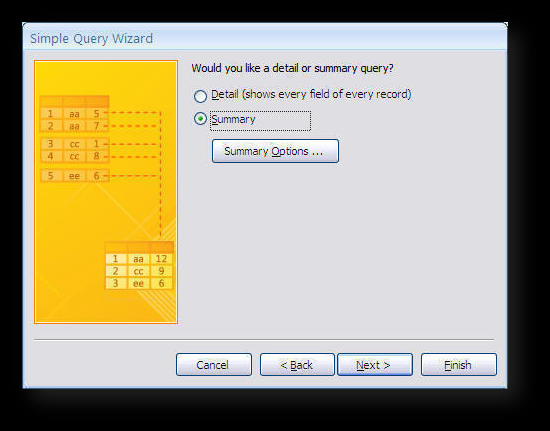 Simple Query Wizard
Would you like a detail or summary query?
Detail (shows every field of every record)
Summary
Summary Options ...
1 aa 5
2 aa 7
3 cc 1
4 cc 8
5 ee 6
1 aa 12
2 cc 9
3 ee 6
Cancel
< Back
Next >
Finish